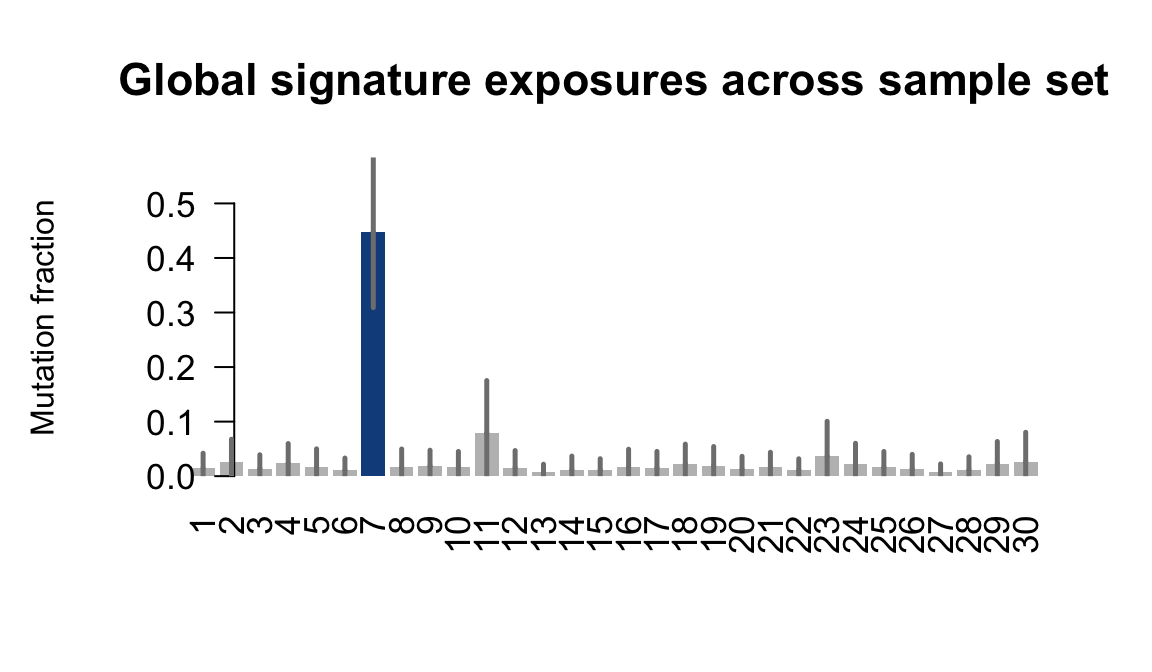 Global signature exposures across sample set
Mutation fraction
0.5
0.4
0.3
0.2
0.1
0.0
1 2 3 4 5 6 7 8 9 10 11 12 13 14 15 16 17 18 19 20 21 22 23 24 25 26 27 28 29 30